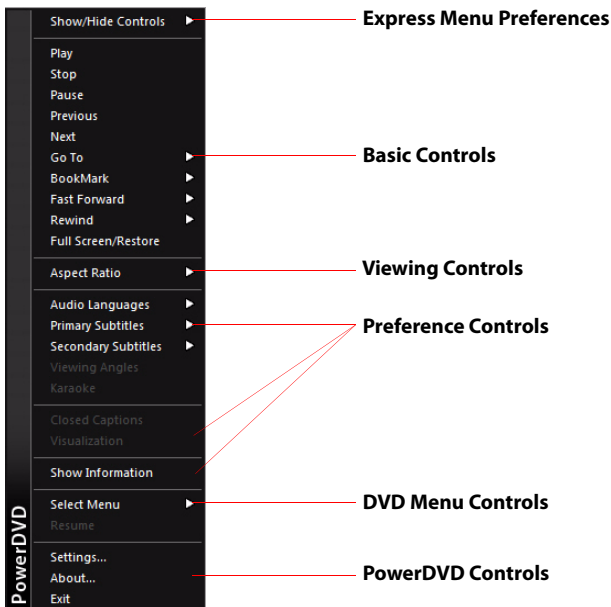 Show/Hide Controls
Express Menu Preferences
Play
Stop
Pause
Previous
Next
Go To
Basic Controls
BookMark
Fast Forward
Rewind
Full Screen/Restore
Aspect Ratio
Viewing Controls
Audio Languages
Primary Subtitles
Preference Controls
Secondary Subtitles
Viewing Angles
Karaoke
Closed Captions
Visualization
Show Information
Select Menu
DVD Menu Controls
Resume
Settings...
About...
PowerDVD Controls
Exit
PowerDVD